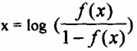 x = log ( f(x) / 1 – f(x) )